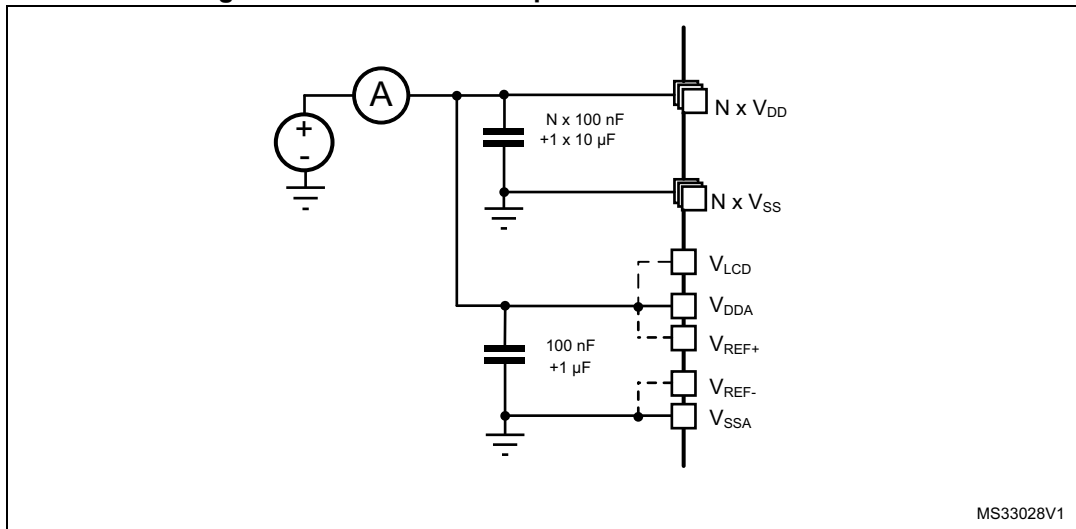 A
+
-
N x 100 nF
+1 x 10 µF
N x VDD
N x VSS
VLCD
VDDA
100 nF
+1 µF
VREF+
VREF-
VSSA
MS33028V1